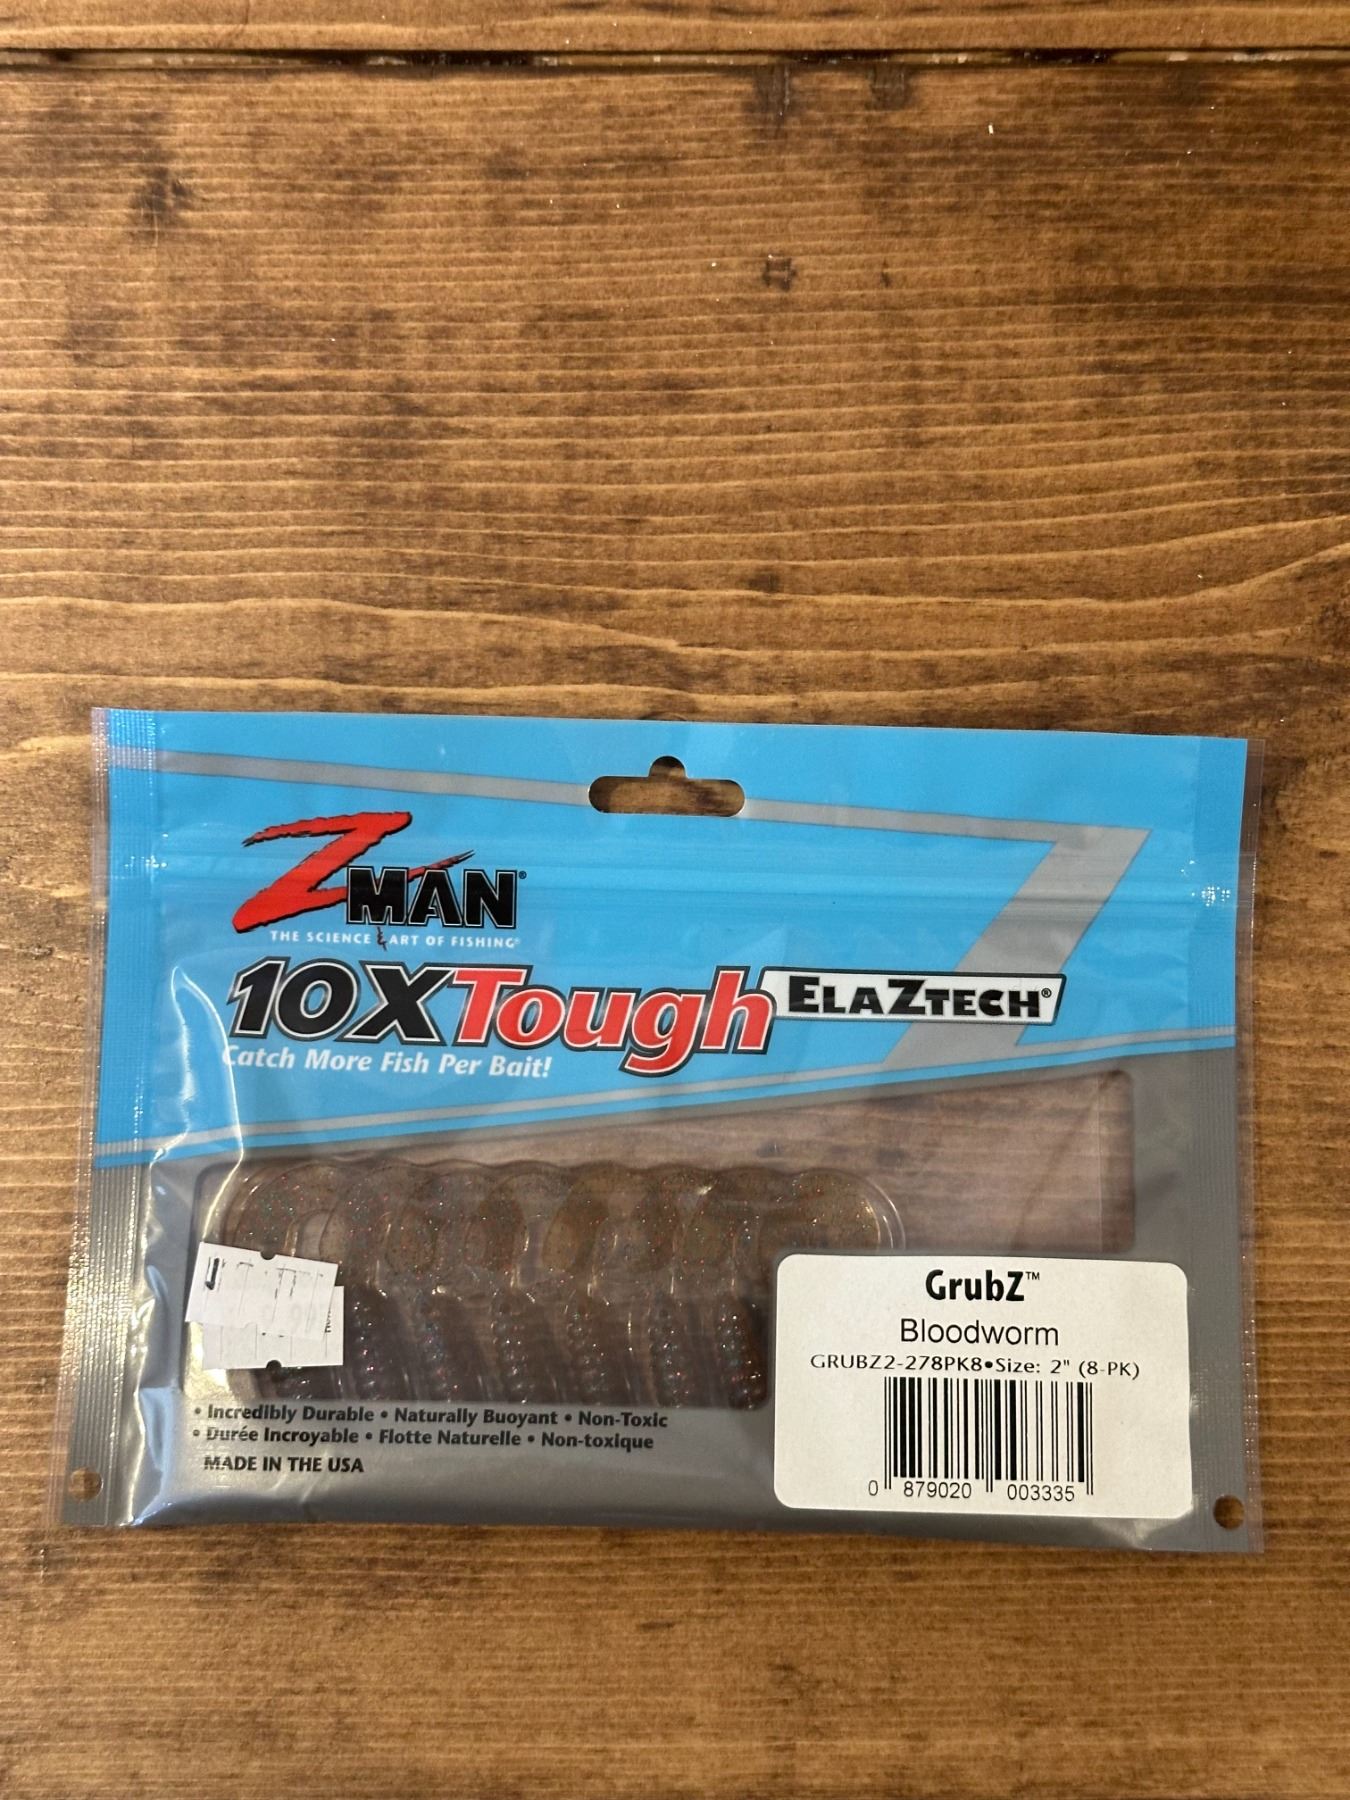 ZMAN®
THE SCIENCE & ART OF FISHING®
10X Tough ELAZTECH®
Catch More Fish Per Bait!
GrubZ™
Bloodworm
GRUBZ2-278PK8•Size: 2" (8-PK)
0 879020 003335
• Incredibly Durable • Naturally Buoyant • Non-Toxic
• Durée Incroyable • Flotte Naturelle • Non-toxique
MADE IN THE USA